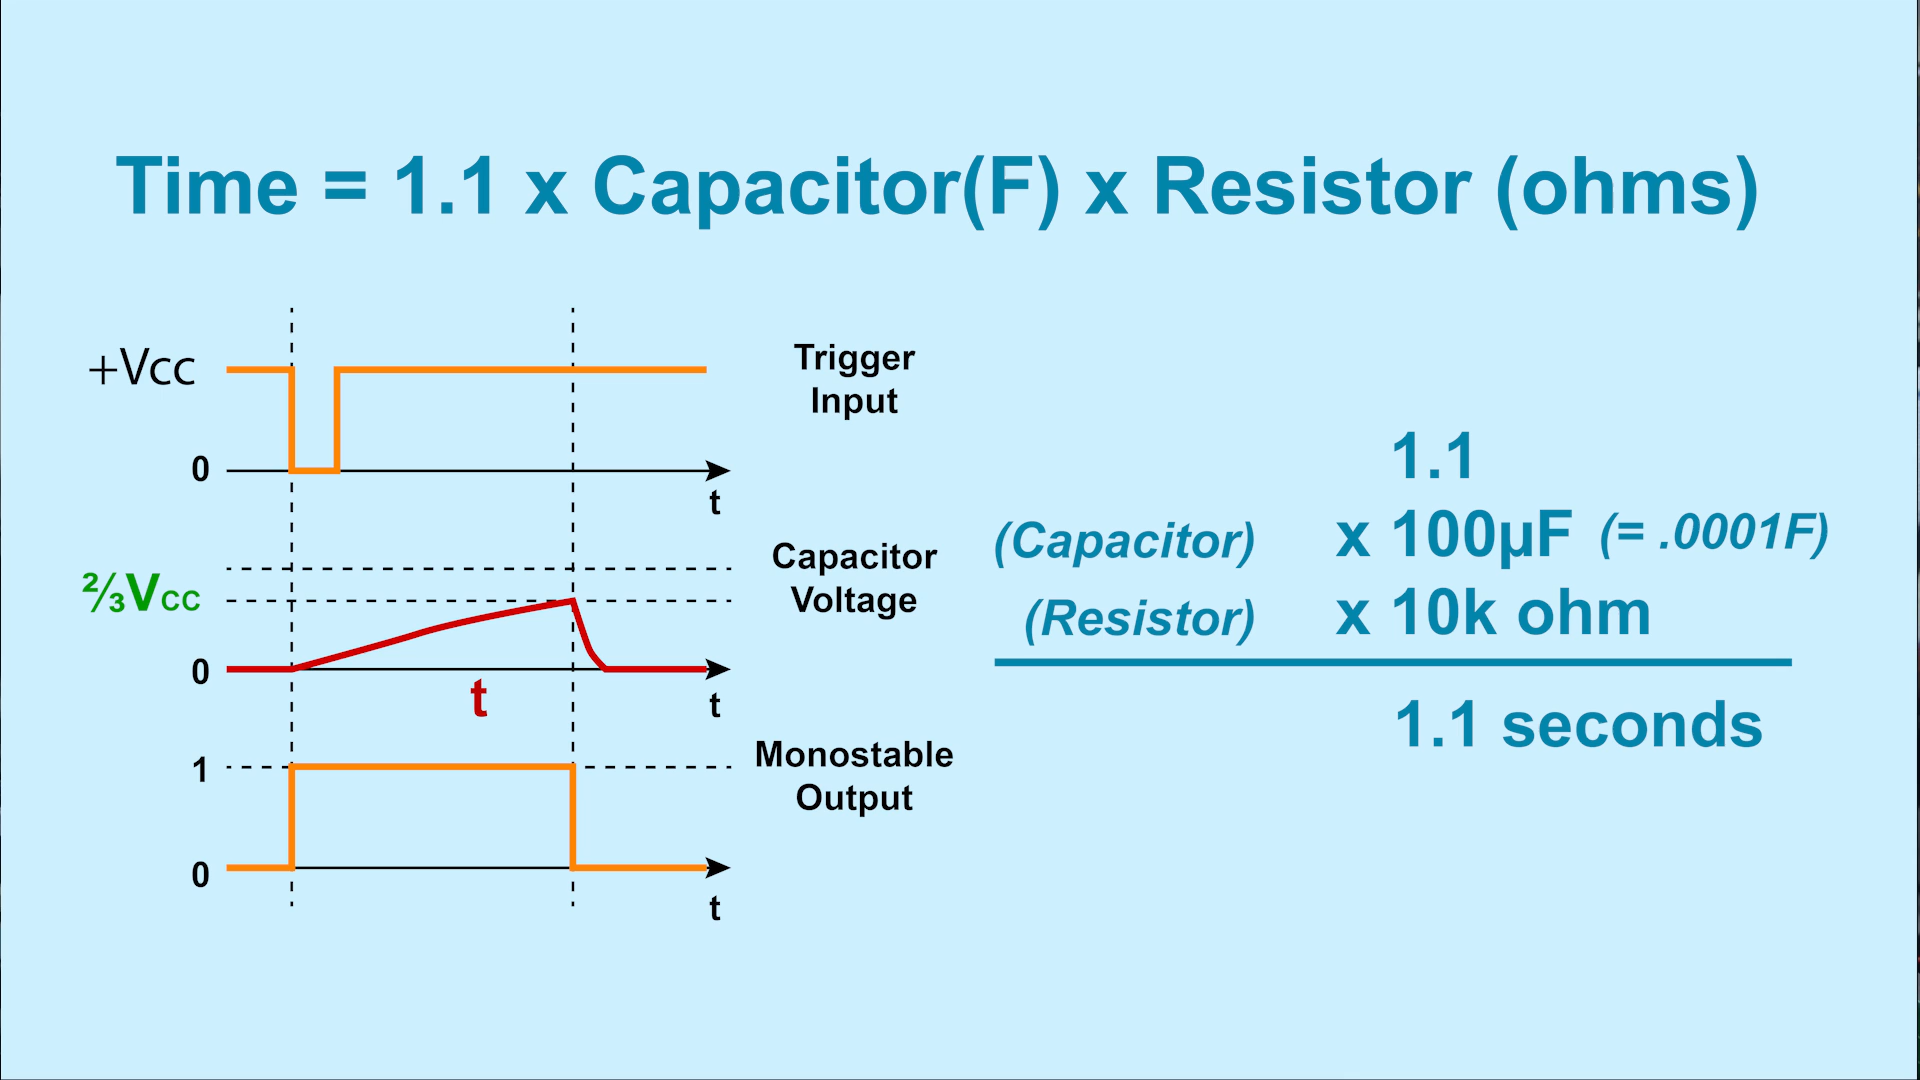 Time = 1.1 x Capacitor(F) x Resistor (ohms)
+Vcc
Trigger
Input
0
t
Capacitor
Voltage
⅔Vcc
0
t
t
1
Monostable
Output
0
t
1.1
(Capacitor) x 100µF (= .0001F)
(Resistor) x 10k ohm
1.1 seconds